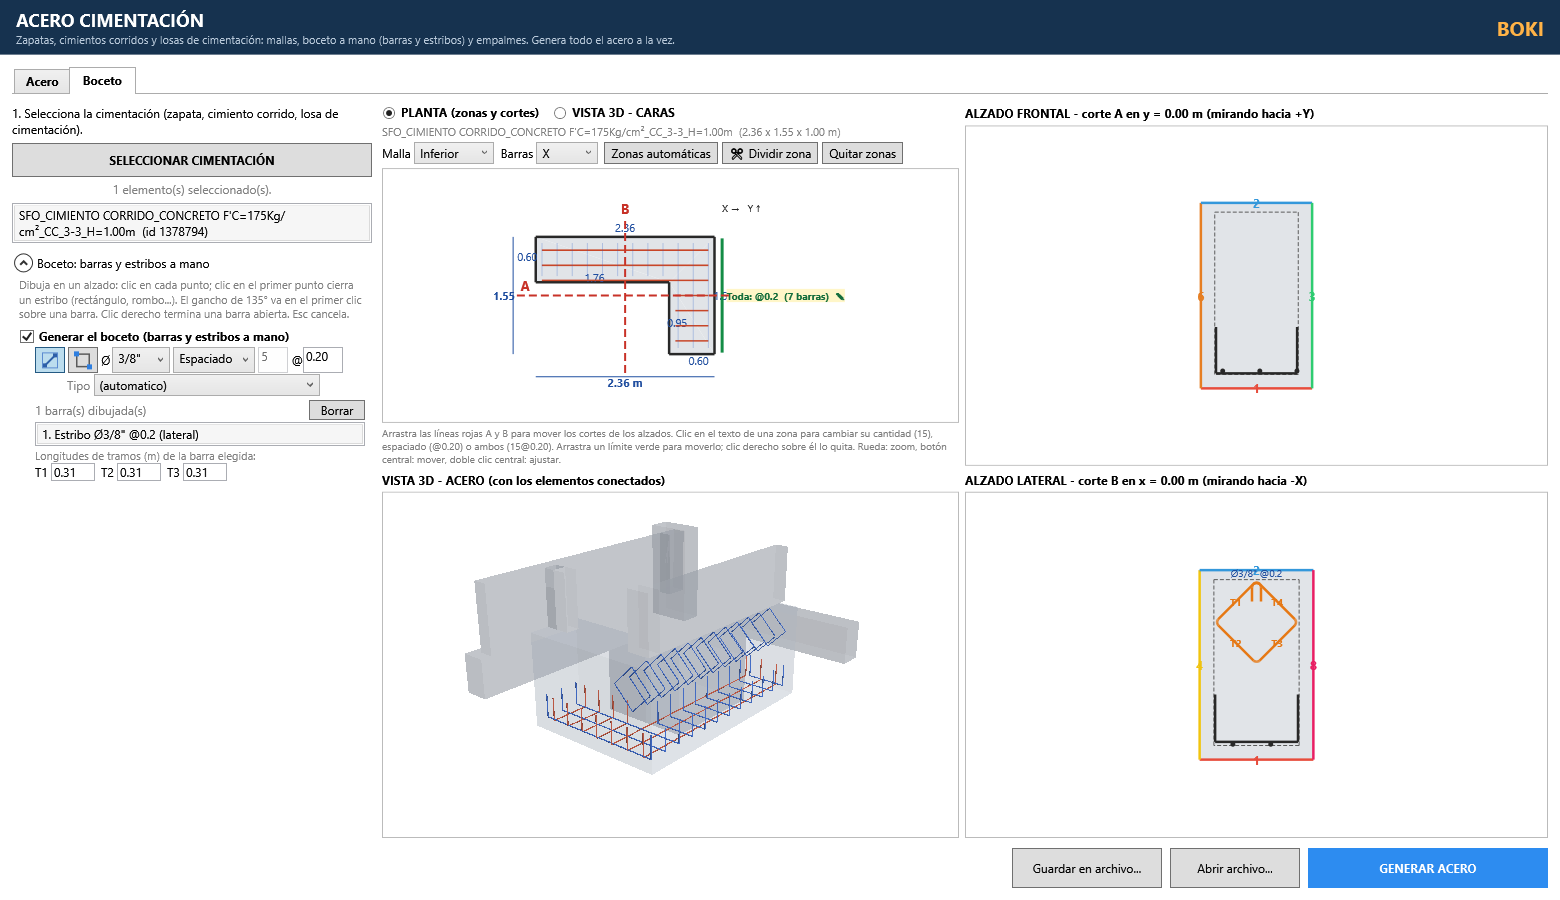 ACERO CIMENTACIÓN
Zapatas, cimientos corridos y losas de cimentación: mallas, boceto a mano (barras y estribos) y empalmes. Genera todo el acero a la vez.
BOKI
Acero
Boceto
1. Selecciona la cimentación (zapata, cimiento corrido, losa de
cimentación).
SELECCIONAR CIMENTACIÓN
1 elemento(s) seleccionado(s).
SFO_CIMIENTO CORRIDO_CONCRETO F'C=175Kg/
cm²_CC_3-3_H=1.00m  (id 1378794)
Boceto: barras y estribos a mano
Dibuja en un alzado: clic en cada punto; clic en el primer punto cierra
un estribo (rectángulo, rombo...). El gancho de 135° va en el primer clic
sobre una barra. Clic derecho termina una barra abierta. Esc cancela.
Generar el boceto (barras y estribos a mano)
Ø 3/8" Espaciado 5 @ 0.20
Tipo (automatico)
1 barra(s) dibujada(s) Borrar
1. Estribo Ø3/8" @0.2 (lateral)
Longitudes de tramos (m) de la barra elegida:
T1 0.31 T2 0.31 T3 0.31
PLANTA (zonas y cortes) VISTA 3D - CARAS
SFO_CIMIENTO CORRIDO_CONCRETO F'C=175Kg/cm²_CC_3-3_H=1.00m  (2.36 x 1.55 x 1.00 m)
Malla Inferior Barras X Zonas automáticas Dividir zona Quitar zonas
B
X → Y ↑
2.36
0.60
1.76
A
1.55
Toda: @0.2 (7 barras)
0.95
0.60
2.36 m
Arrastra las líneas rojas A y B para mover los cortes de los alzados. Clic en el texto de una zona para cambiar su cantidad (15),
espaciado (@0.20) o ambos (15@0.20). Arrastra un límite verde para moverlo; clic derecho sobre él lo quita. Rueda: zoom, botón
central: mover, doble clic central: ajustar.
VISTA 3D - ACERO (con los elementos conectados)
ALZADO FRONTAL - corte A en y = 0.00 m (mirando hacia +Y)
2
6
3
1
ALZADO LATERAL - corte B en x = 0.00 m (mirando hacia -X)
2
Ø3/8" @0.2
T1 T4
T2 T3
4
8
1
Guardar en archivo...
Abrir archivo...
GENERAR ACERO